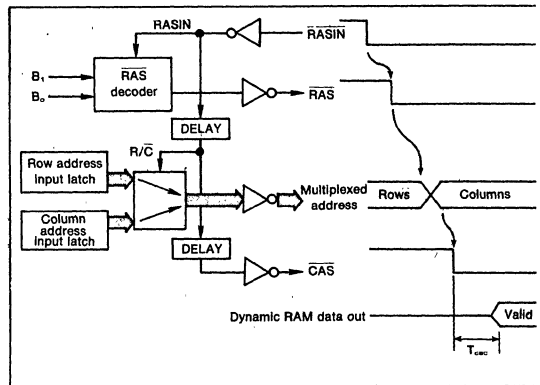 RASIN
RASIN
B₁
B₀
RAS
decoder
RAS
DELAY
R/C
Row address
input latch
Column
address
input latch
Multiplexed
address
Rows
Columns
DELAY
CAS
Dynamic RAM data out
Valid
Tcac